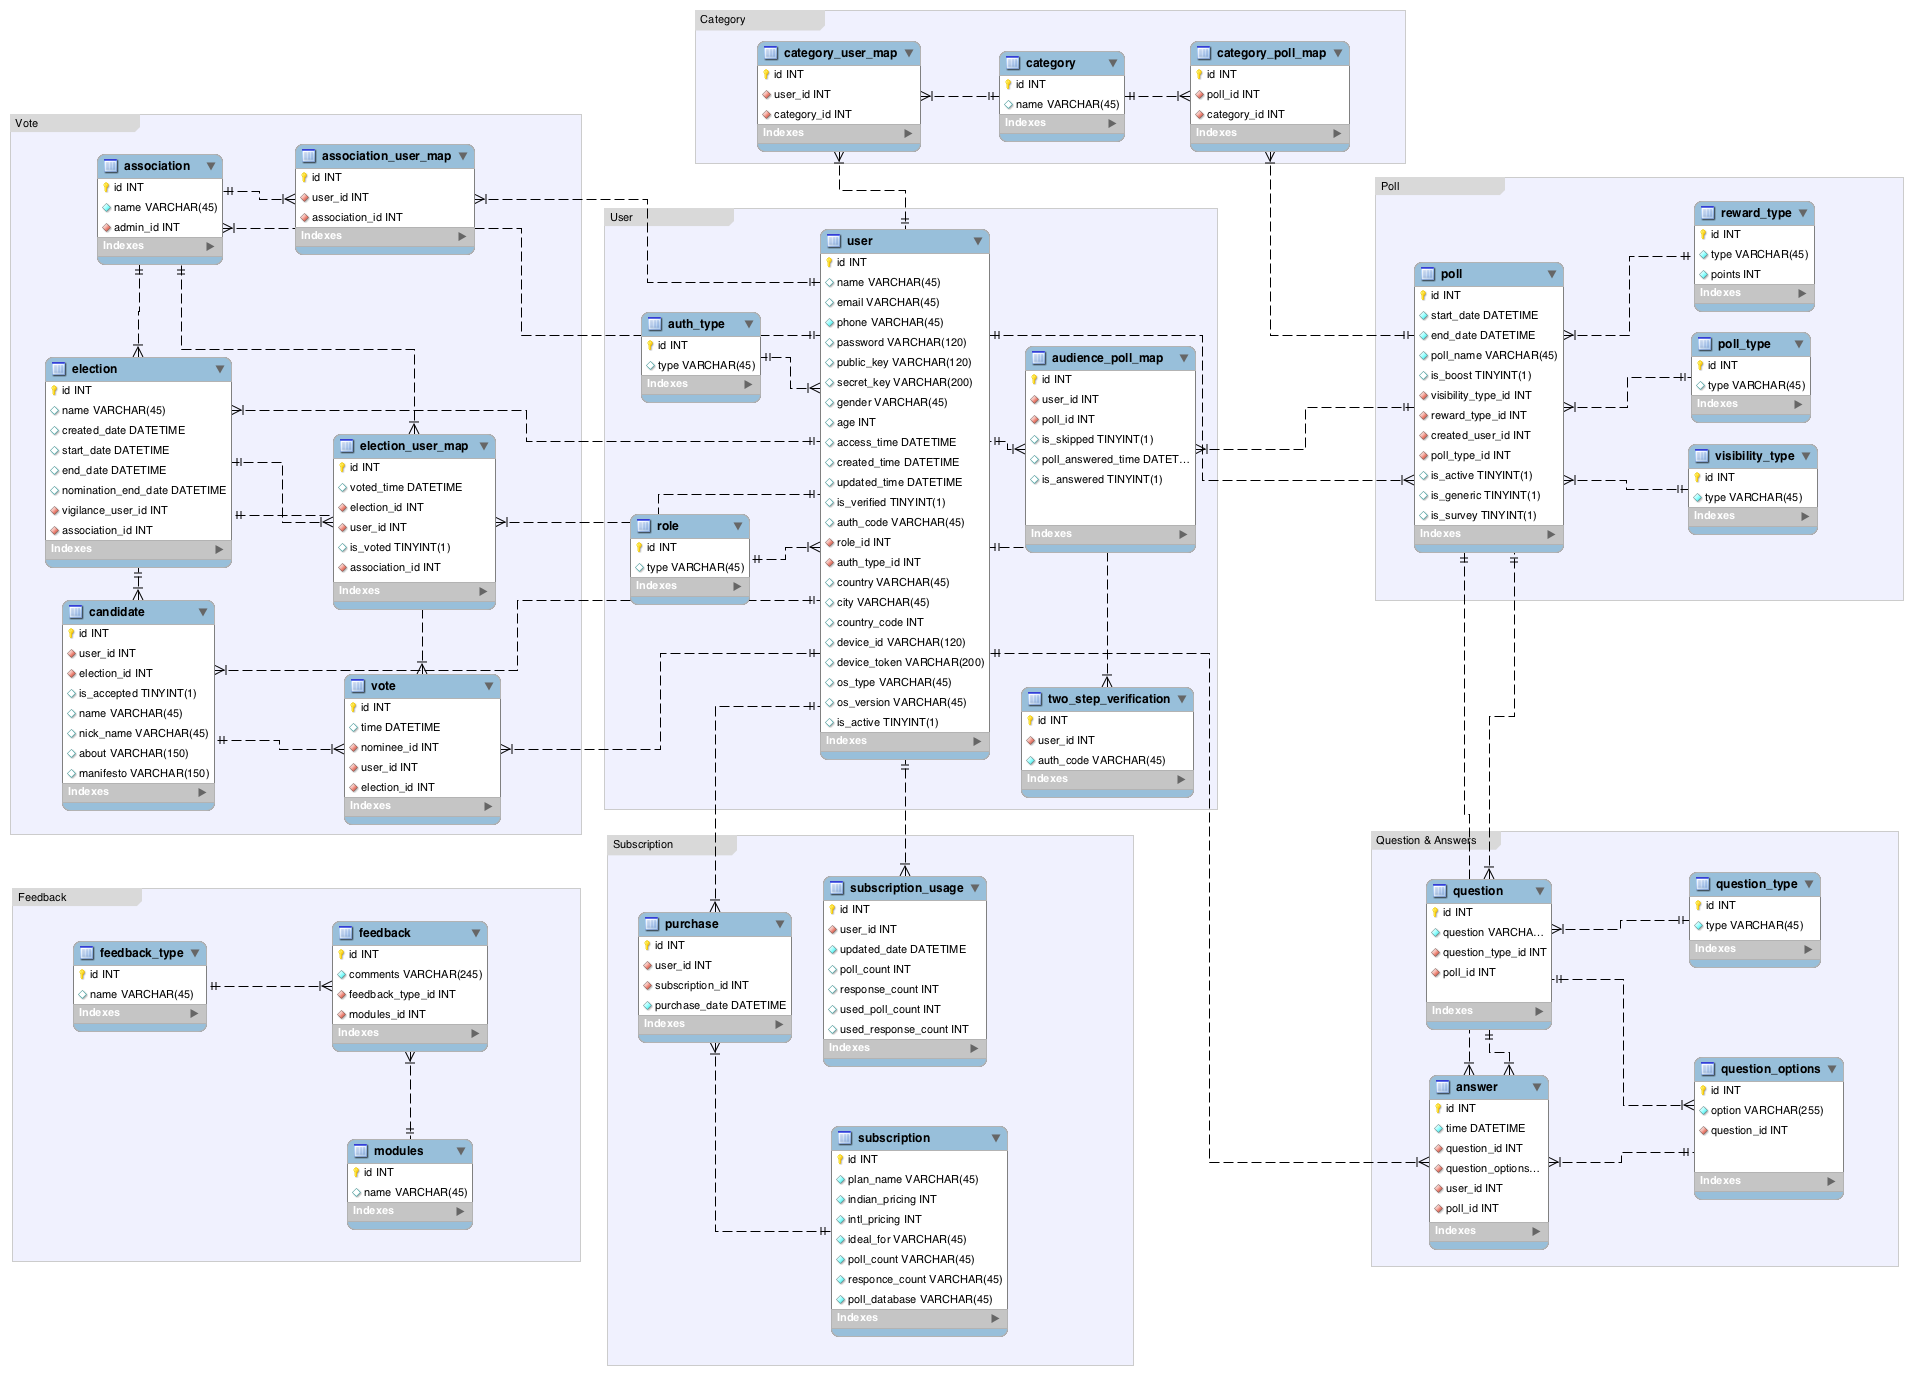 Category
category_user_map
id INT
user_id INT
category_id INT
Indexes
category
id INT
name VARCHAR(45)
Indexes
category_poll_map
id INT
poll_id INT
category_id INT
Indexes
Vote
association
id INT
name VARCHAR(45)
admin_id INT
Indexes
association_user_map
id INT
user_id INT
association_id INT
Indexes
election
id INT
name VARCHAR(45)
created_date DATETIME
start_date DATETIME
end_date DATETIME
nomination_end_date DATETIME
vigilance_user_id INT
association_id INT
Indexes
election_user_map
id INT
voted_time DATETIME
election_id INT
user_id INT
is_voted TINYINT(1)
association_id INT
Indexes
candidate
id INT
user_id INT
election_id INT
is_accepted TINYINT(1)
name VARCHAR(45)
nick_name VARCHAR(45)
about VARCHAR(150)
manifesto VARCHAR(150)
Indexes
vote
id INT
time DATETIME
nominee_id INT
user_id INT
election_id INT
Indexes
User
user
id INT
name VARCHAR(45)
email VARCHAR(45)
phone VARCHAR(45)
password VARCHAR(120)
public_key VARCHAR(120)
secret_key VARCHAR(200)
gender VARCHAR(45)
age INT
access_time DATETIME
created_time DATETIME
updated_time DATETIME
is_verified TINYINT(1)
auth_code VARCHAR(45)
role_id INT
auth_type_id INT
country VARCHAR(45)
city VARCHAR(45)
country_code INT
device_id VARCHAR(120)
device_token VARCHAR(200)
os_type VARCHAR(45)
os_version VARCHAR(45)
is_active TINYINT(1)
Indexes
auth_type
id INT
type VARCHAR(45)
Indexes
role
id INT
type VARCHAR(45)
Indexes
audience_poll_map
id INT
user_id INT
poll_id INT
is_skipped TINYINT(1)
poll_answered_time DATET...
is_answered TINYINT(1)
Indexes
two_step_verification
id INT
user_id INT
auth_code VARCHAR(45)
Indexes
Poll
poll
id INT
start_date DATETIME
end_date DATETIME
poll_name VARCHAR(45)
is_boost TINYINT(1)
visibility_type_id INT
reward_type_id INT
created_user_id INT
poll_type_id INT
is_active TINYINT(1)
is_generic TINYINT(1)
is_survey TINYINT(1)
Indexes
reward_type
id INT
type VARCHAR(45)
points INT
Indexes
poll_type
id INT
type VARCHAR(45)
Indexes
visibility_type
id INT
type VARCHAR(45)
Indexes
Feedback
feedback_type
id INT
name VARCHAR(45)
Indexes
feedback
id INT
comments VARCHAR(245)
feedback_type_id INT
modules_id INT
Indexes
modules
id INT
name VARCHAR(45)
Indexes
Subscription
purchase
id INT
user_id INT
subscription_id INT
purchase_date DATETIME
Indexes
subscription_usage
id INT
user_id INT
updated_date DATETIME
poll_count INT
response_count INT
used_poll_count INT
used_response_count INT
Indexes
subscription
id INT
plan_name VARCHAR(45)
indian_pricing INT
intl_pricing INT
ideal_for VARCHAR(45)
poll_count VARCHAR(45)
responce_count VARCHAR(45)
poll_database VARCHAR(45)
Indexes
Question & Answers
question
id INT
question VARCHA...
question_type_id INT
poll_id INT
Indexes
question_type
id INT
type VARCHAR(45)
Indexes
answer
id INT
time DATETIME
question_id INT
question_options...
user_id INT
poll_id INT
Indexes
question_options
id INT
option VARCHAR(255)
question_id INT
Indexes